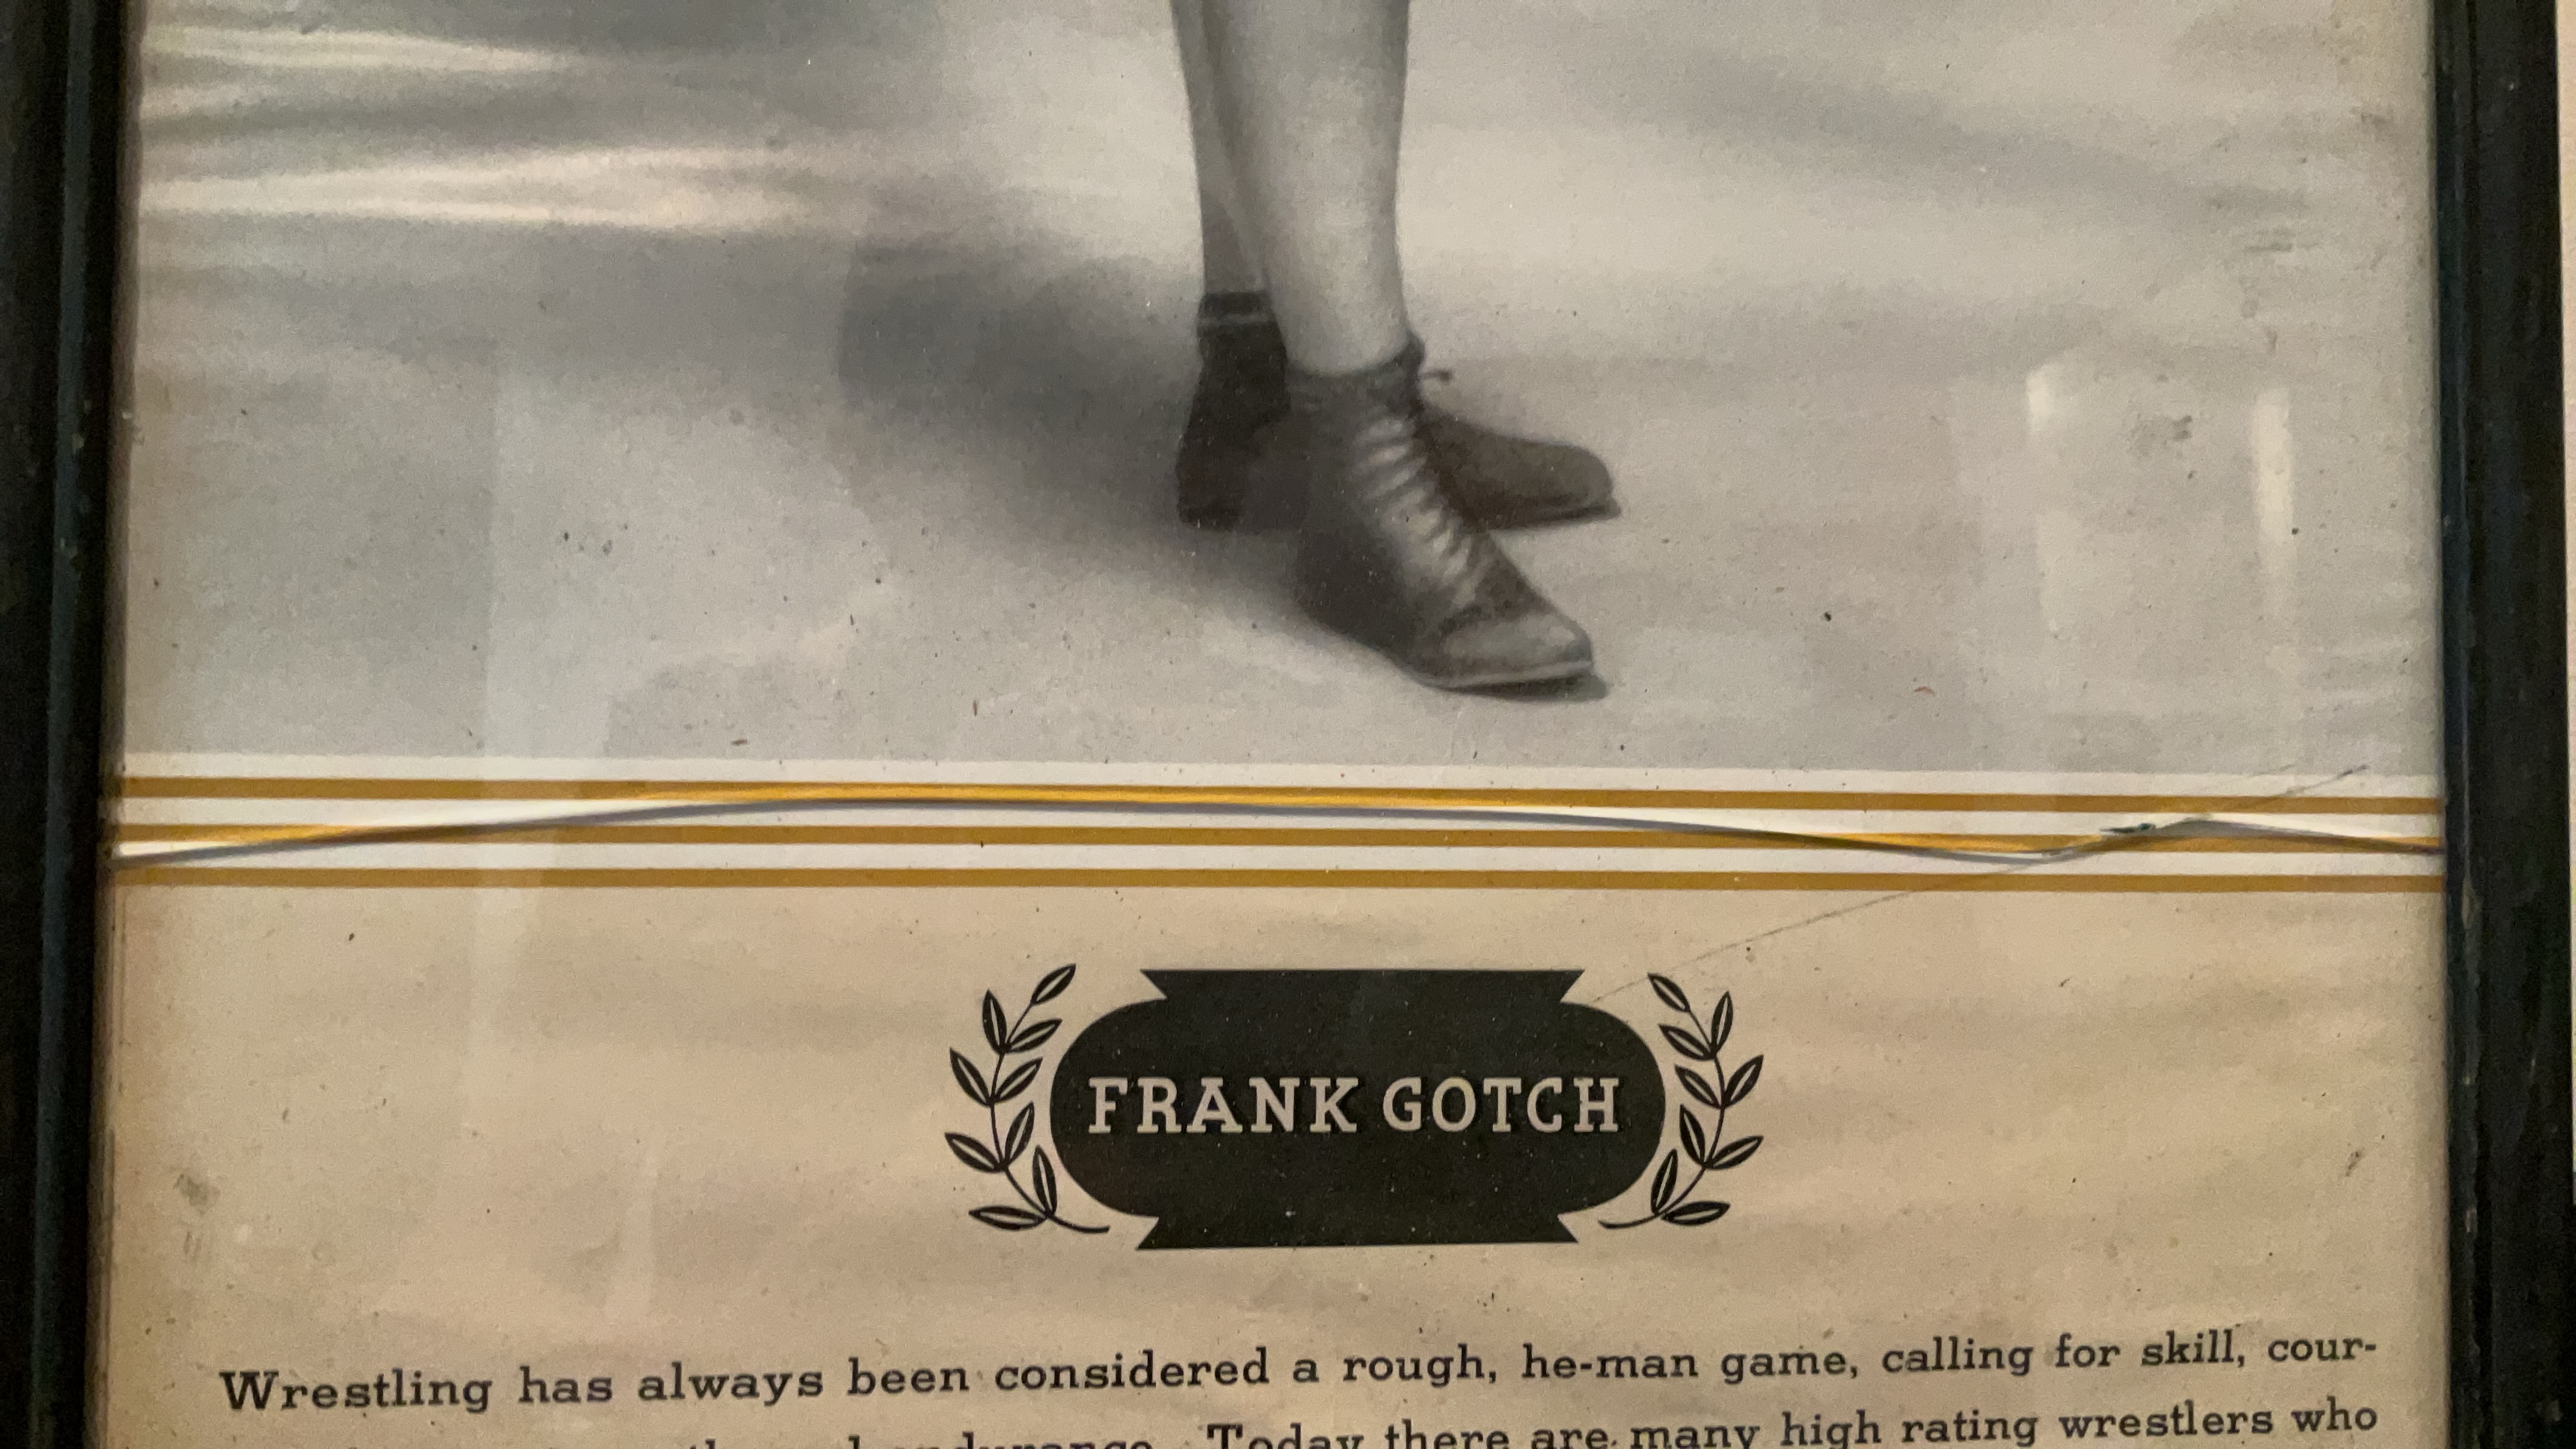 FRANK GOTCH
Wrestling has always been considered a rough, he-man game, calling for skill, cour-
Today there are many high rating wrestlers who